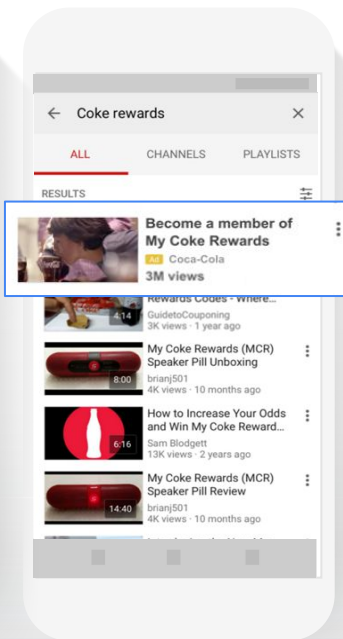 Coke rewards
ALL CHANNELS PLAYLISTS
RESULTS
Become a member of
My Coke Rewards
Ad Coca-Cola
3M views
Rewards Codes - Where...
4:14
GuidetoCouponing
3K views · 1 year ago
My Coke Rewards (MCR)
Speaker Pill Unboxing
8:00
brianj501
4K views · 10 months ago
How to Increase Your Odds
and Win My Coke Reward...
6:16
Sam Blodgett
13K views · 2 years ago
My Coke Rewards (MCR)
Speaker Pill Review
14:40
brianj501
4K views · 10 months ago